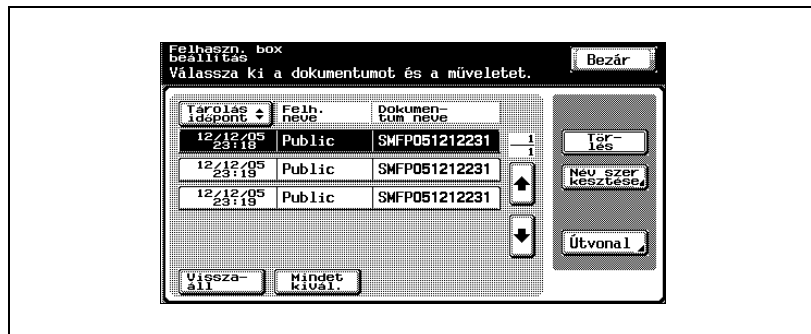 Felhaszn. box
beállítás
Válassza ki a dokumentumot és a műveletet.
Bezár
Tárolás
időpont
Felh.
neve
Dokumen-
tum neve
12/12/05
23:18
Public
SMFP051212231
1
1
12/12/05
23:19
Public
SMFP051212231
12/12/05
23:19
Public
SMFP051212231
Tör-
lés
Név szer
kesztése
Útvonal
Vissza-
áll
Mindet
kivál.